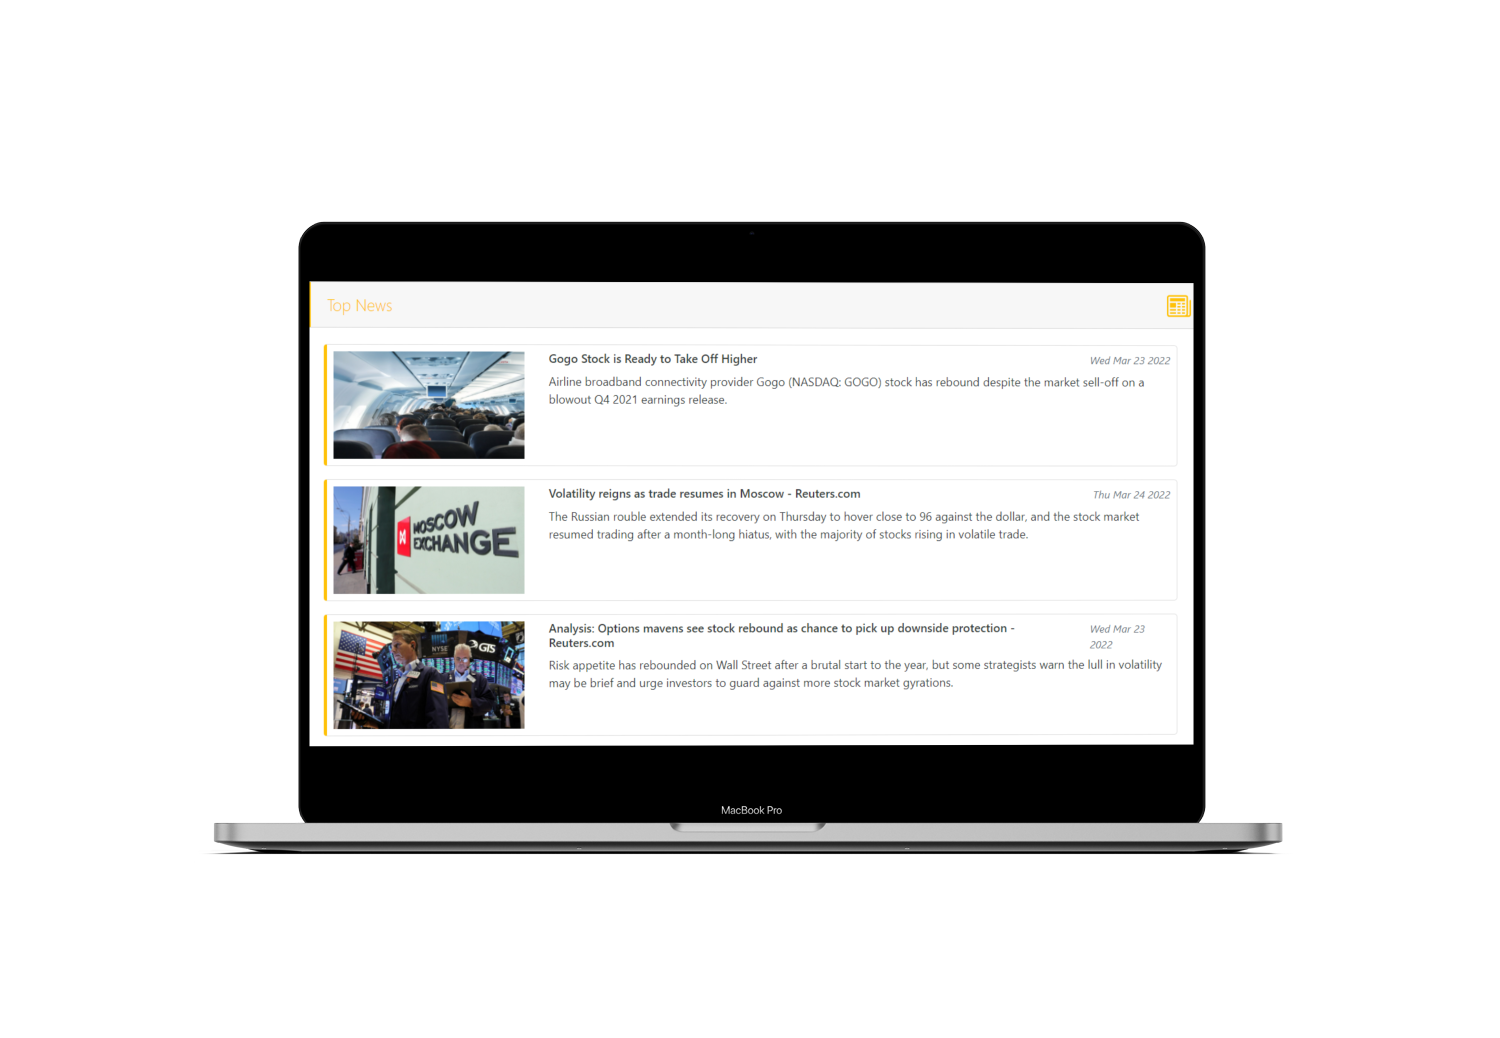 Top News
Gogo Stock is Ready to Take Off Higher
Wed Mar 23 2022
Airline broadband connectivity provider Gogo (NASDAQ: GOGO) stock has rebound despite the market sell-off on a
blowout Q4 2021 earnings release.
MOSCOW
EXCHANGE
Volatility reigns as trade resumes in Moscow - Reuters.com
Thu Mar 24 2022
The Russian rouble extended its recovery on Thursday to hover close to 96 against the dollar, and the stock market
resumed trading after a month-long hiatus, with the majority of stocks rising in volatile trade.
NYSE
GTS
Analysis: Options mavens see stock rebound as chance to pick up downside protection -
Reuters.com
Wed Mar 23
2022
Risk appetite has rebounded on Wall Street after a brutal start to the year, but some strategists warn the lull in volatility
may be brief and urge investors to guard against more stock market gyrations.
MacBook Pro